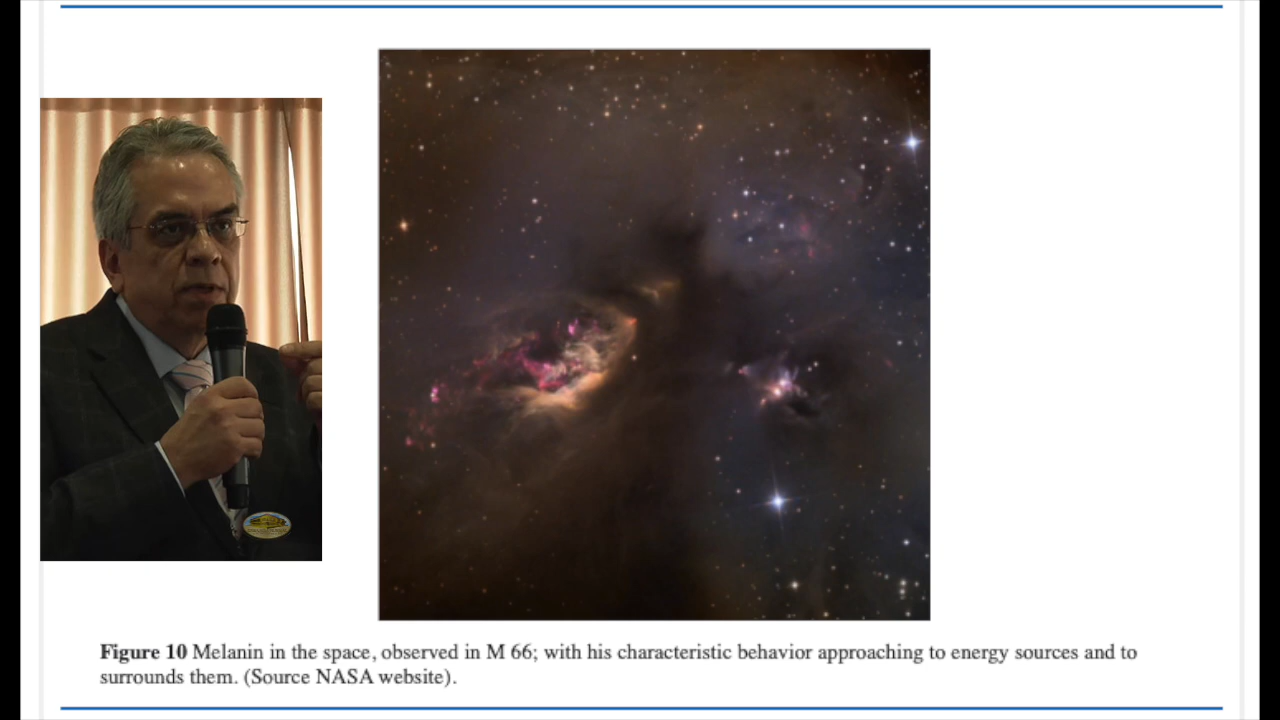 Figure 10 Melanin in the space, observed in M 66; with his characteristic behavior approaching to energy sources and to
surrounds them. (Source NASA website).